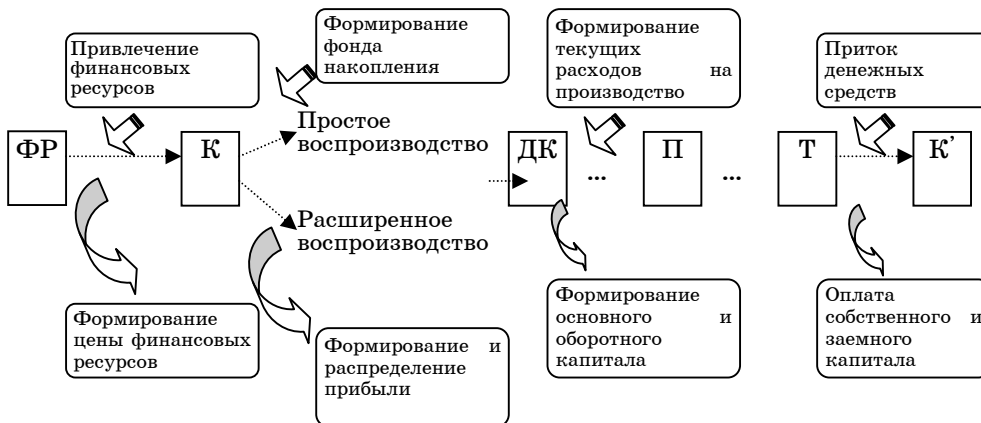 Привлечение
финансовых
ресурсов
Формирование
фонда
накопления
Формирование
текущих
расходов на
производство
Приток
денежных
средств
ФР
К
Простое
воспроизводство
Расширенное
воспроизводство
ДК
...
П
...
Т
К’
Формирование
цены финансовых
ресурсов
Формирование и
распределение
прибыли
Формирование
основного и
оборотного
капитала
Оплата
собственного и
заемного
капитала